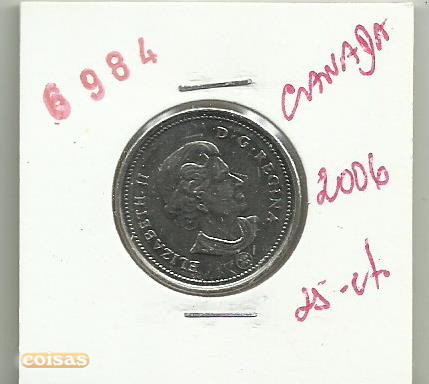 6984
CANADA
2006
25-ct.
ELIZABETH II D·G·REGINA
coisas